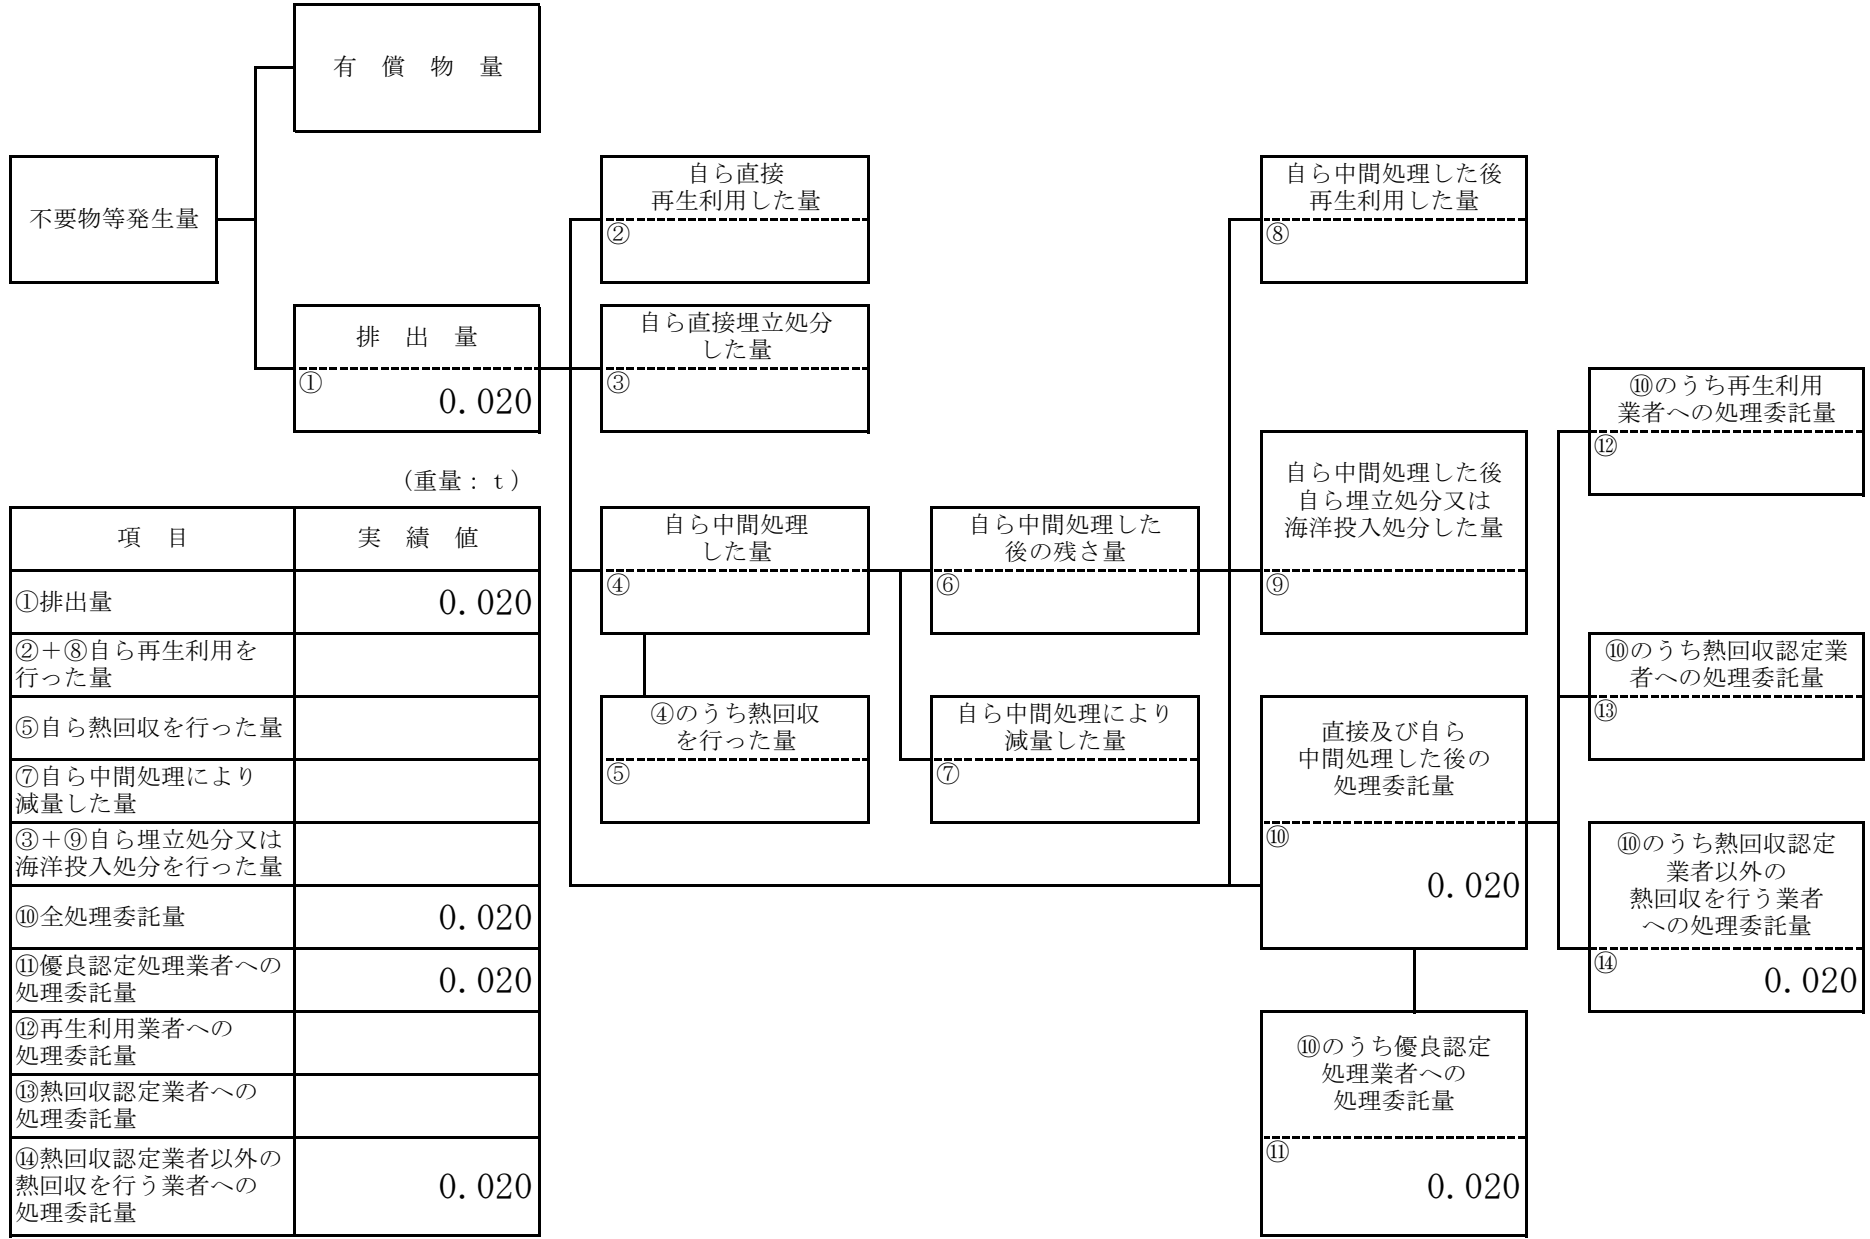 有　償　物　量
不要物等発生量
排　出　量
①
0.020
自ら直接
再生利用した量
②
自ら直接埋立処分
した量
③
自ら中間処理
した量
④
④のうち熱回収
を行った量
⑤
自ら中間処理した
後の残さ量
⑥
自ら中間処理により
減量した量
⑦
自ら中間処理した後
再生利用した量
⑧
自ら中間処理した後
自ら埋立処分又は
海洋投入処分した量
⑨
直接及び自ら
中間処理した後の
処理委託量
⑩
0.020
⑩のうち優良認定
処理業者への
処理委託量
⑪
0.020
⑩のうち再生利用
業者への処理委託量
⑫
⑩のうち熱回収認定業
者への処理委託量
⑬
⑩のうち熱回収認定
業者以外の
熱回収を行う業者
への処理委託量
⑭
0.020
（重量：ｔ）
項　目　実　績　値
①排出量 0.020
②＋⑧自ら再生利用を
行った量
⑤自ら熱回収を行った量
⑦自ら中間処理により
減量した量
③＋⑨自ら埋立処分又は
海洋投入処分を行った量
⑩全処理委託量 0.020
⑪優良認定処理業者への
処理委託量
0.020
⑫再生利用業者への
処理委託量
⑬熱回収認定業者への
処理委託量
⑭熱回収認定業者以外の
熱回収を行う業者への
処理委託量
0.020